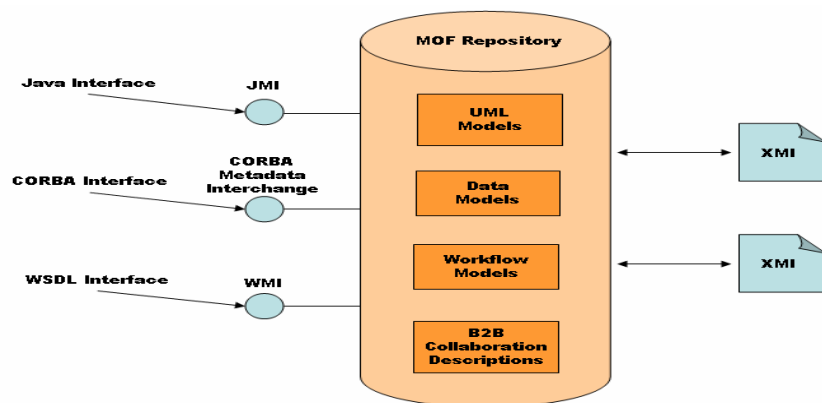 MOF Repository
Java Interface
JMI
UML
Models
XMI
CORBA Interface
CORBA
Metadata
Interchange
Data
Models
WSDL Interface
WMI
Workflow
Models
XMI
B2B
Collaboration
Descriptions